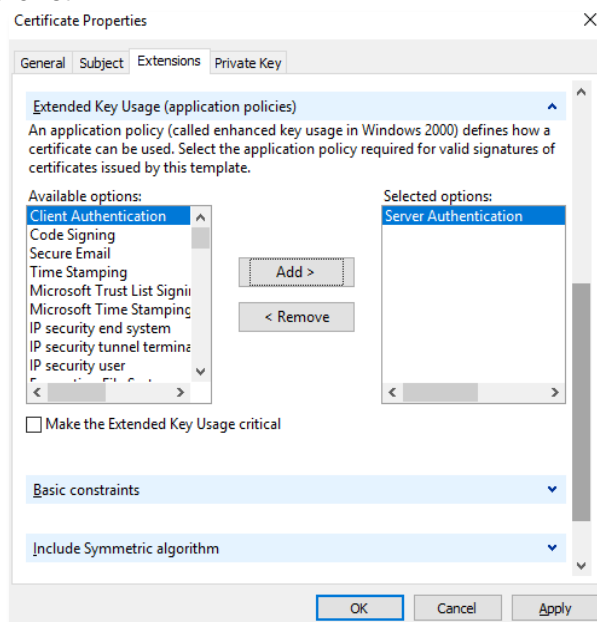 Certificate Properties
General Subject Extensions Private Key
Extended Key Usage (application policies)
An application policy (called enhanced key usage in Windows 2000) defines how a
certificate can be used. Select the application policy required for valid signatures of
certificates issued by this template.
Available options:
Client Authentication
Code Signing
Secure Email
Time Stamping
Microsoft Trust List Signi
Microsoft Time Stamping
IP security end system
IP security tunnel termina
IP security user
Add >
< Remove
Selected options:
Server Authentication
Make the Extended Key Usage critical
Basic constraints
Include Symmetric algorithm
OK Cancel Apply